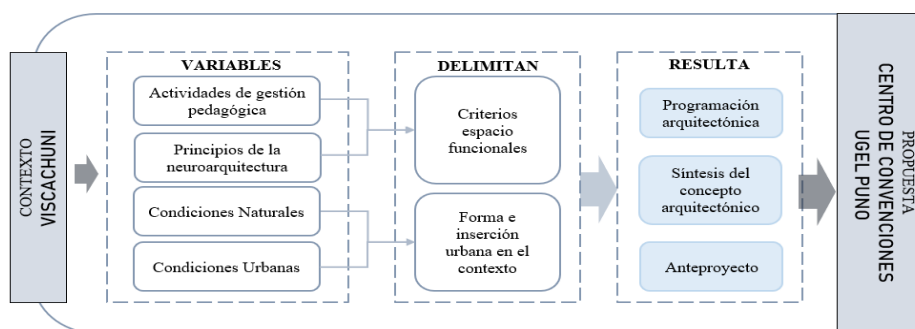 CONTEXTO
VISCACHUNI
VARIABLES
Actividades de gestión
pedagógica
Principios de la
neuroarquitectura
Condiciones Naturales
Condiciones Urbanas
DELIMITAN
Criterios
espacio
funcionales
Forma e
inserción
urbana en el
contexto
RESULTA
Programación
arquitectónica
Síntesis del
concepto
arquitectónico
Anteproyecto
PROPUESTA
CENTRO DE CONVENCIONES
UGEL PUNO